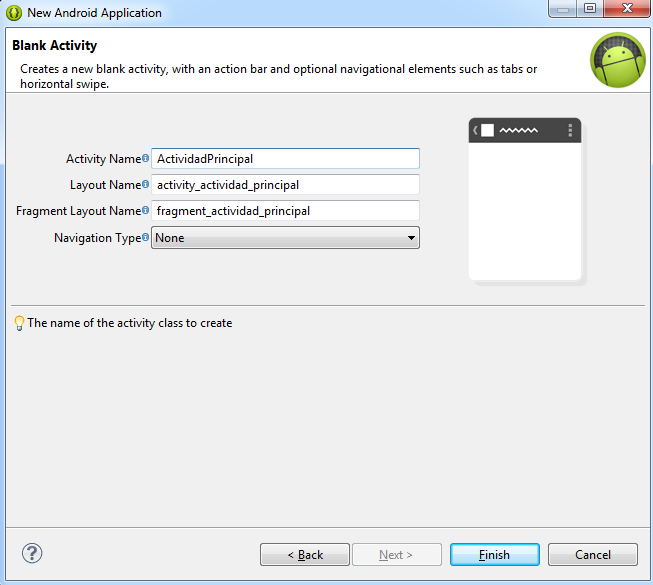 New Android Application
Blank Activity
Creates a new blank activity, with an action bar and optional navigational elements such as tabs or
horizontal swipe.
Activity Name ActividadPrincipal
Layout Name activity_actividad_principal
Fragment Layout Name fragment_actividad_principal
Navigation Type None
The name of the activity class to create
< Back Next > Finish Cancel